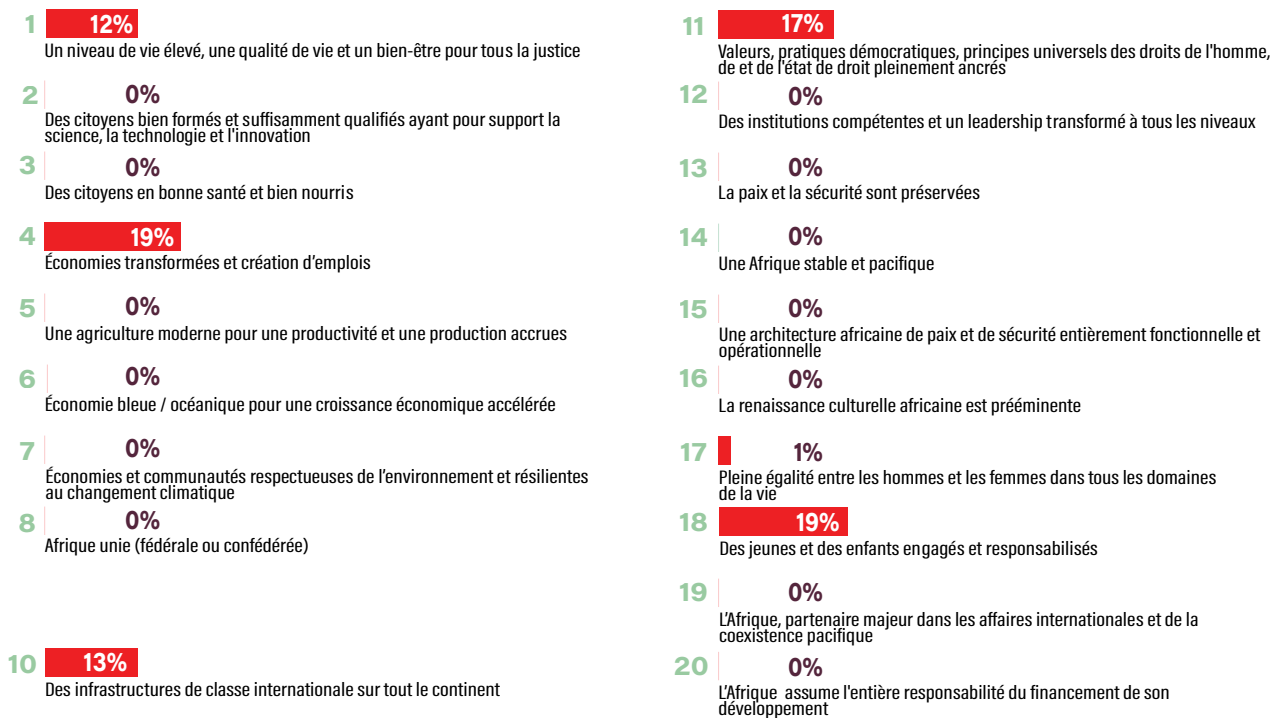 1
12%
Un niveau de vie élevé, une qualité de vie et un bien-être pour tous la justice
2
0%
Des citoyens bien formés et suffisamment qualifiés ayant pour support la
science, la technologie et l'innovation
3
0%
Des citoyens en bonne santé et bien nourris
4
19%
Économies transformées et création d’emplois
5
0%
Une agriculture moderne pour une productivité et une production accrues
6
0%
Économie bleue / océanique pour une croissance économique accélérée
7
0%
Économies et communautés respectueuses de l’environnement et résilientes
au changement climatique
8
0%
Afrique unie (fédérale ou confédérée)
10
13%
Des infrastructures de classe internationale sur tout le continent
11
17%
Valeurs, pratiques démocratiques, principes universels des droits de l'homme,
de et de l'état de droit pleinement ancrés
12
0%
Des institutions compétentes et un leadership transformé à tous les niveaux
13
0%
La paix et la sécurité sont préservées
14
0%
Une Afrique stable et pacifique
15
0%
Une architecture africaine de paix et de sécurité entièrement fonctionnelle et
opérationnelle
16
0%
La renaissance culturelle africaine est prééminente
17
1%
Pleine égalité entre les hommes et les femmes dans tous les domaines
de la vie
18
19%
Des jeunes et des enfants engagés et responsabilisés
19
0%
L’Afrique, partenaire majeur dans les affaires internationales et de la
coexistence pacifique
20
0%
L’Afrique assume l'entière responsabilité du financement de son
développement